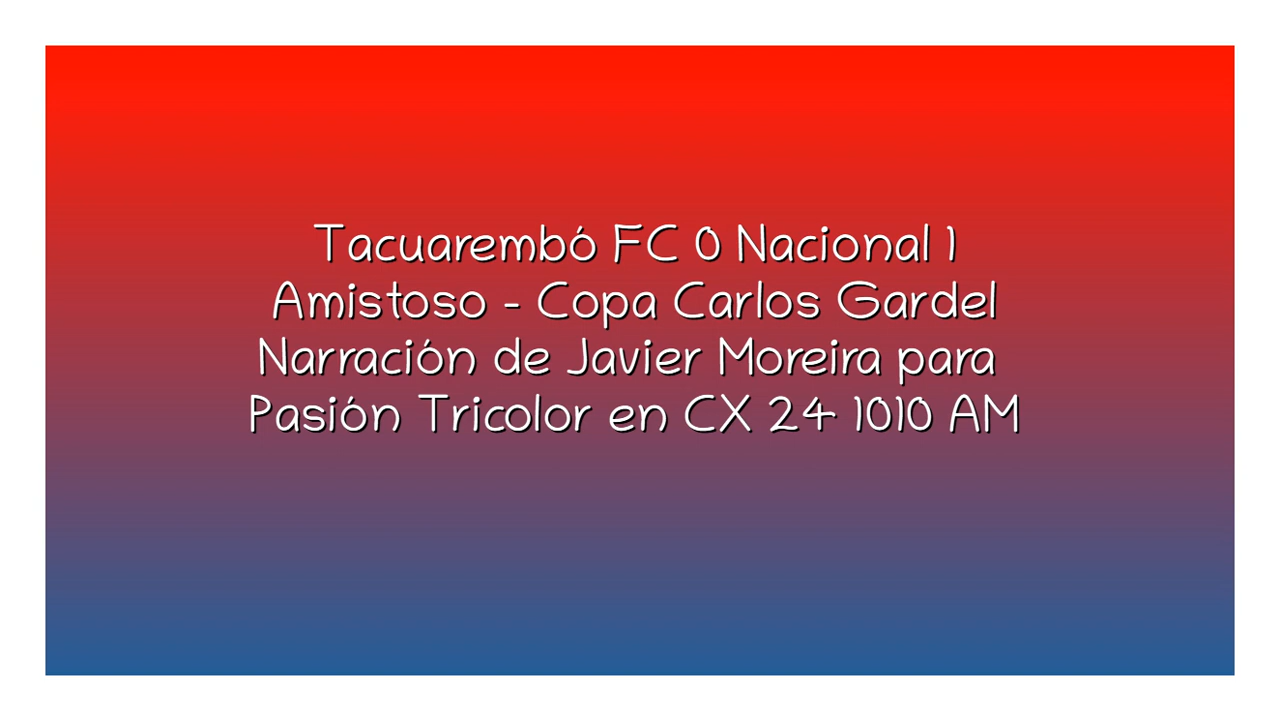 Tacuarembó FC 0 Nacional 1
Amistoso - Copa Carlos Gardel
Narración de Javier Moreira para
Pasión Tricolor en CX 24 1010 AM